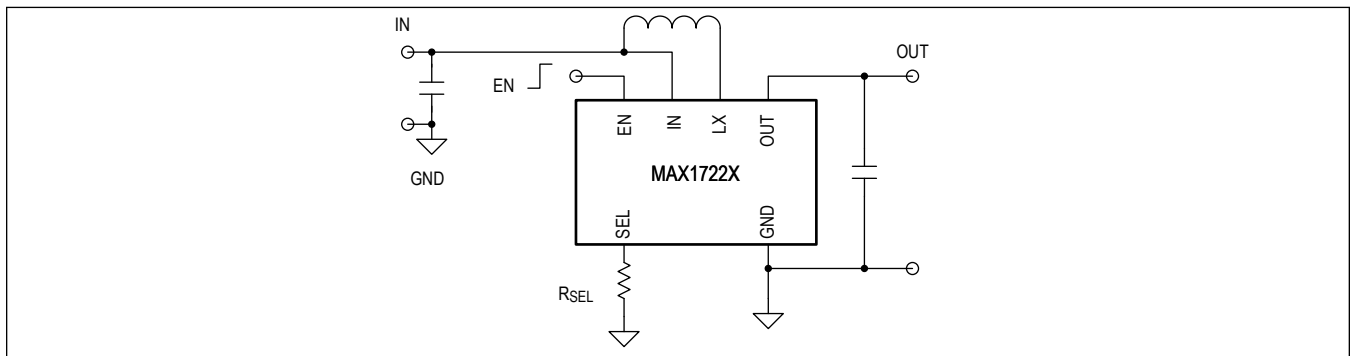 IN
OUT
EN
EN
IN
LX
OUT
MAX1722X
GND
SEL
GND
RSEL